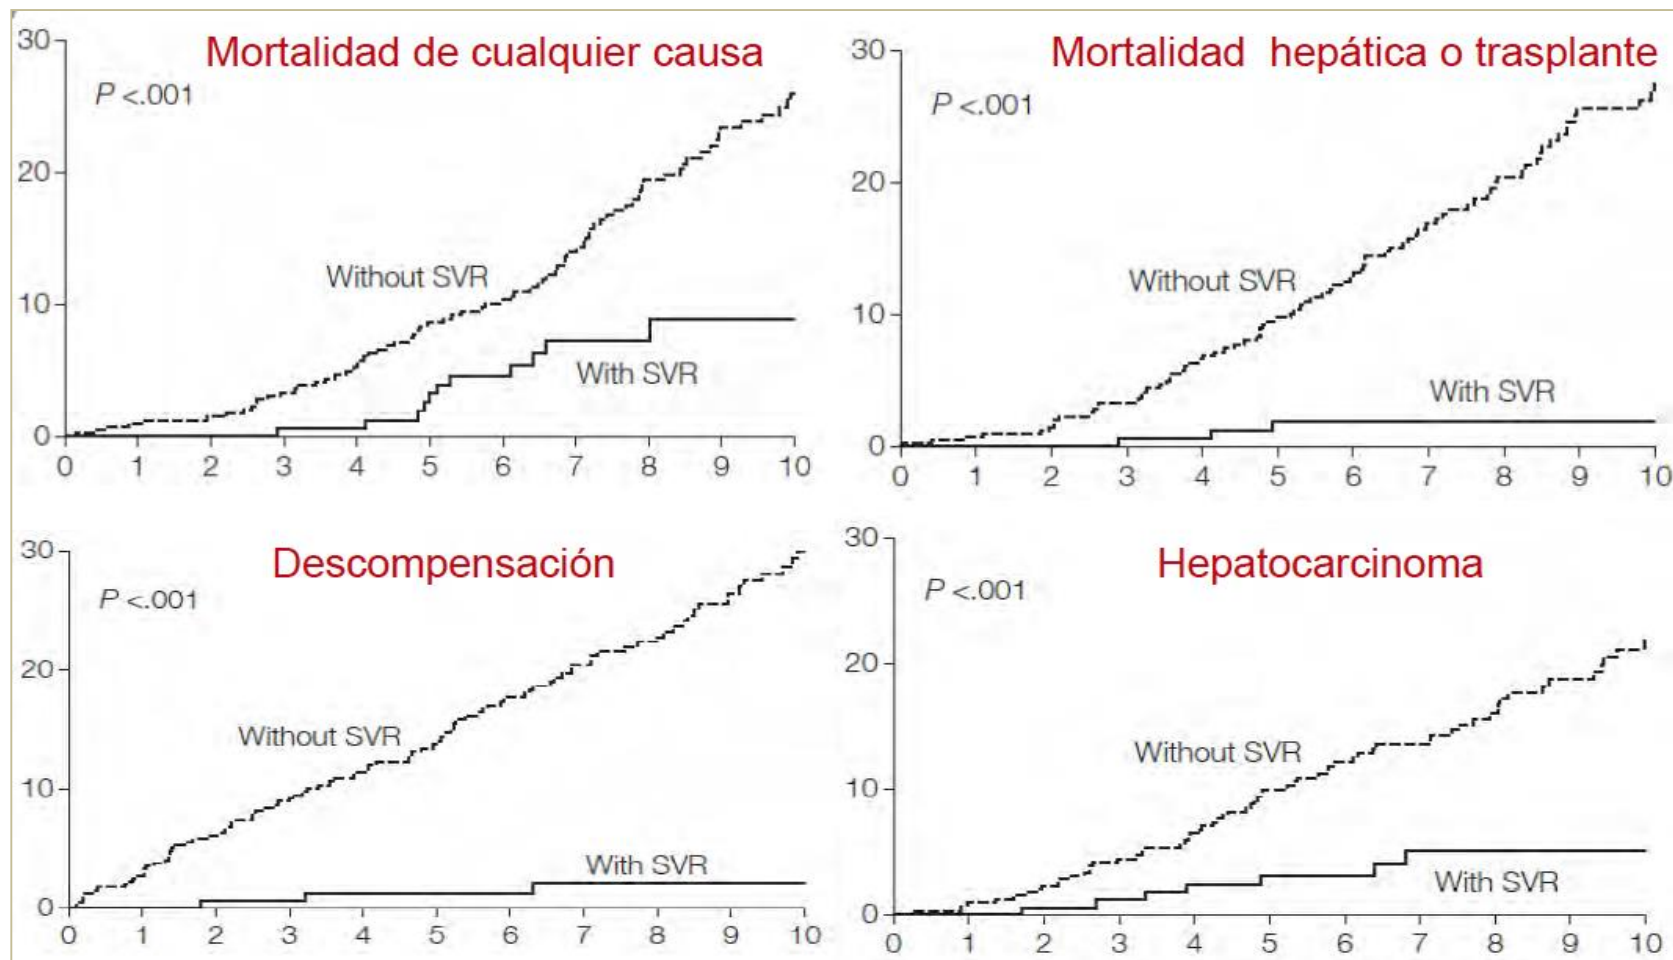 Mortalidad de cualquier causa
P <.001
30
20
10
0
Without SVR
With SVR
0 1 2 3 4 5 6 7 8 9 10
Mortalidad hepática o trasplante
P <.001
30
20
10
0
Without SVR
With SVR
0 1 2 3 4 5 6 7 8 9 10
Descompensación
P <.001
30
20
10
0
Without SVR
With SVR
0 1 2 3 4 5 6 7 8 9 10
Hepatocarcinoma
P <.001
30
20
10
0
Without SVR
With SVR
0 1 2 3 4 5 6 7 8 9 10